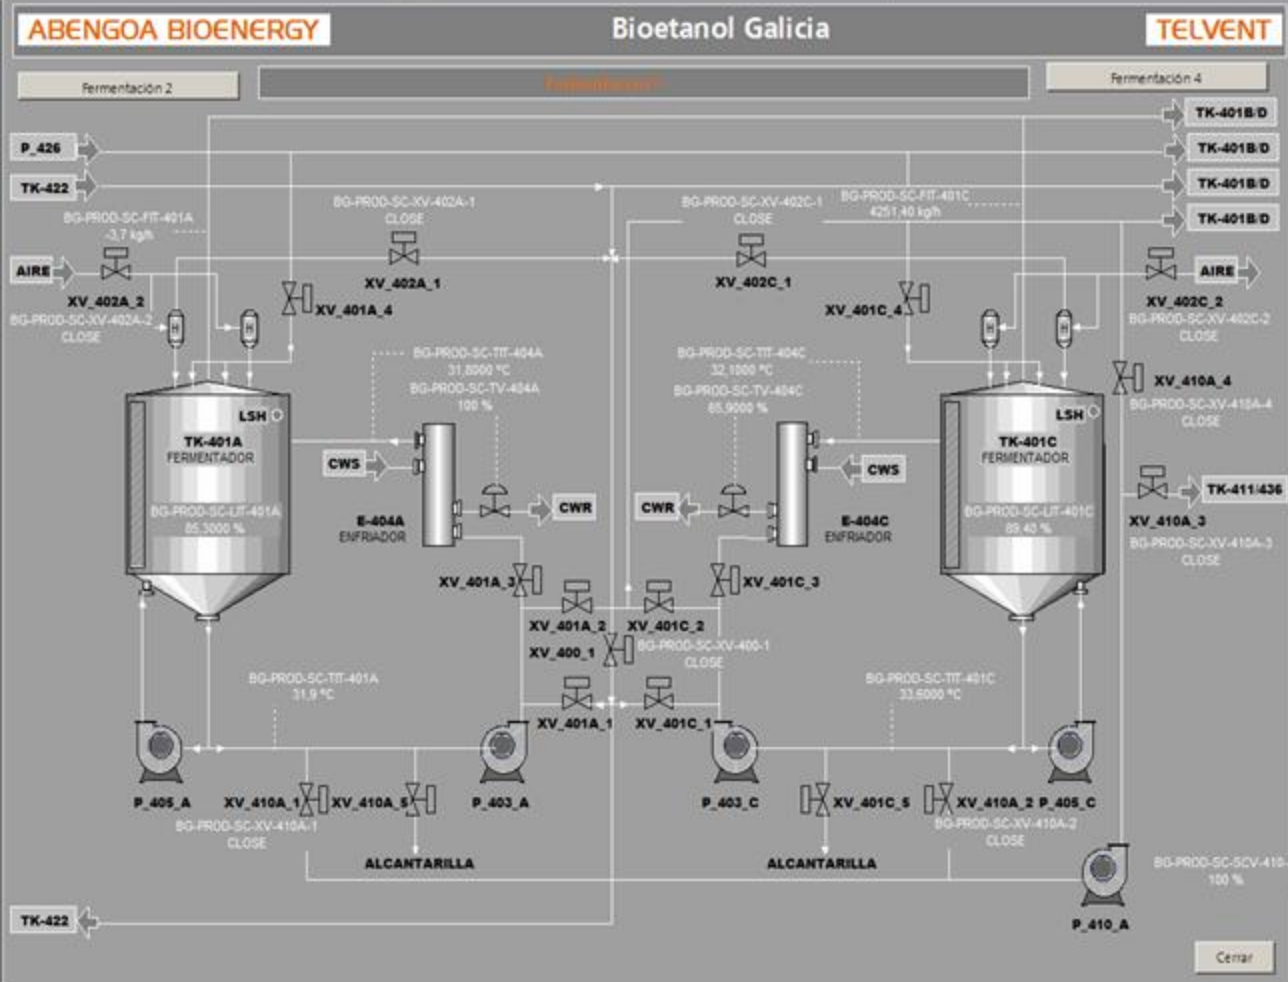 ABENGOA BIOENERGY
Bioetanol Galicia
TELVENT
Fermentación 2
Fermentación 4
TK-401B/D
P_426
TK-401B/D
TK-422
TK-401B/D
BG-PROD-SC-FIT-401A
-3,7 kg/h
BG-PROD-SC-XV-402A-1
CLOSE
BG-PROD-SC-XV-402C-1
CLOSE
BG-PROD-SC-FIT-401C
4251,40 kg/h
TK-401B/D
AIRE
XV_402A_2
BG-PROD-SC-XV-402A-2
CLOSE
XV_402A_1
XV_402C_1
AIRE
XV_402C_2
BG-PROD-SC-XV-402C-2
CLOSE
XV_401A_4
XV_401C_4
H
H
H
H
BG-PROD-SC-TIT-404A
31,8000 ºC
BG-PROD-SC-TV-404A
100 %
BG-PROD-SC-TIT-404C
32,1000 ºC
BG-PROD-SC-TV-404C
65,9000 %
XV_410A_4
BG-PROD-SC-XV-410A-4
CLOSE
LSH
TK-401A
FERMENTADOR
LSH
TK-401C
FERMENTADOR
CWS
CWS
BG-PROD-SC-LIT-401A
85,3000 %
CWR
CWR
BG-PROD-SC-LIT-401C
89,40 %
TK-411/436
E-404A
ENFRIADOR
E-404C
ENFRIADOR
XV_410A_3
BG-PROD-SC-XV-410A-3
CLOSE
XV_401A_3
XV_401C_3
XV_401A_2
XV_401C_2
XV_400_1
BG-PROD-SC-XV-400-1
CLOSE
BG-PROD-SC-TIT-401A
31,9 ºC
BG-PROD-SC-TIT-401C
33,6000 ºC
XV_401A_1
XV_401C_1
P_405_A
XV_410A_1
XV_410A_5
P_403_A
P_403_C
XV_401C_5
XV_410A_2
P_405_C
BG-PROD-SC-XV-410A-1
CLOSE
BG-PROD-SC-XV-410A-2
CLOSE
ALCANTARILLA
ALCANTARILLA
BG-PROD-SC-SCV-410-
100 %
TK-422
P_410_A
Cerrar